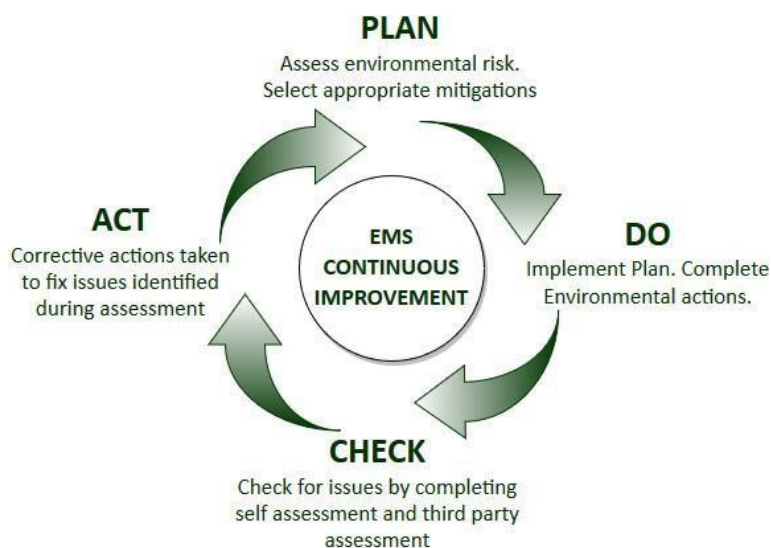 PLAN
Assess environmental risk.
Select appropriate mitigations
DO
Implement Plan. Complete
Environmental actions.
CHECK
Check for issues by completing
self assessment and third party
assessment
ACT
Corrective actions taken
to fix issues identified
during assessment
EMS
CONTINUOUS
IMPROVEMENT